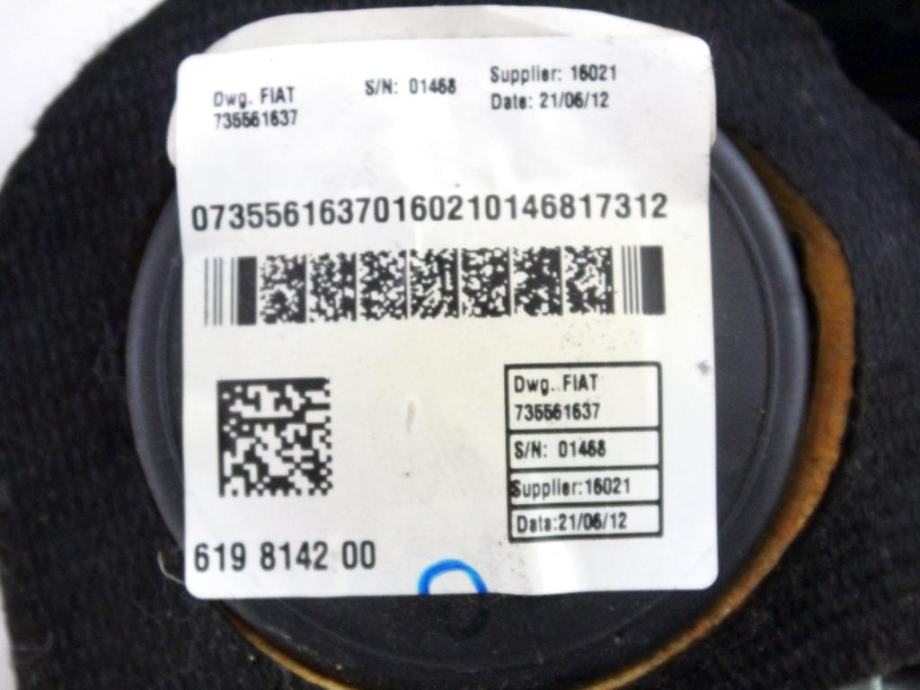 Dwg. FIAT
735561637
S/N: 01468
Supplier: 16021
Date: 21/06/12
07355616370160210146817312
Dwg. FIAT
735561637
S/N: 01468
Supplier:16021
Data:21/06/12
619 8142 00